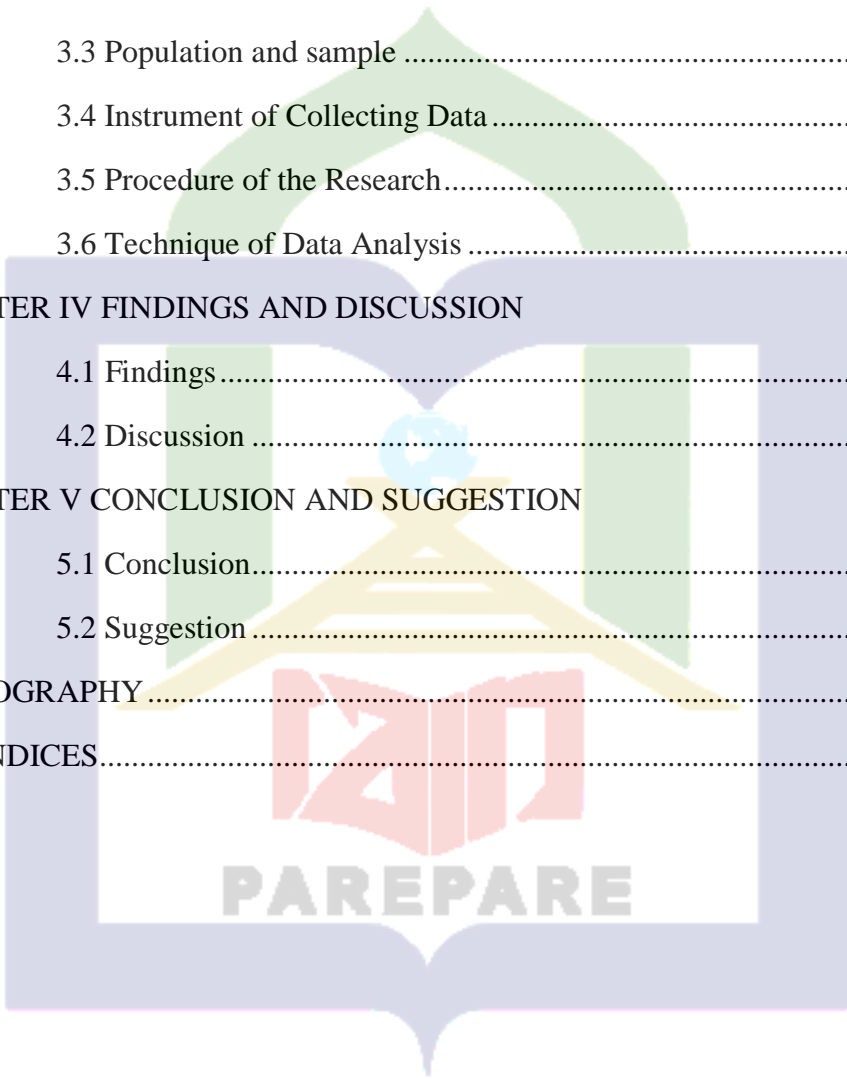 3.3 Population and sample ..........................................................
3.4 Instrument of Collecting Data ..............................................
3.5 Procedure of the Research.....................................................
3.6 Technique of Data Analysis .................................................
TER IV FINDINGS AND DISCUSSION
4.1 Findings ...............................................................................
4.2 Discussion ...........................................................................
TER V CONCLUSION AND SUGGESTION
5.1 Conclusion...........................................................................
5.2 Suggestion ...........................................................................
OGRAPHY ........................................................................................
NDICES..............................................................................................
PAREPARE